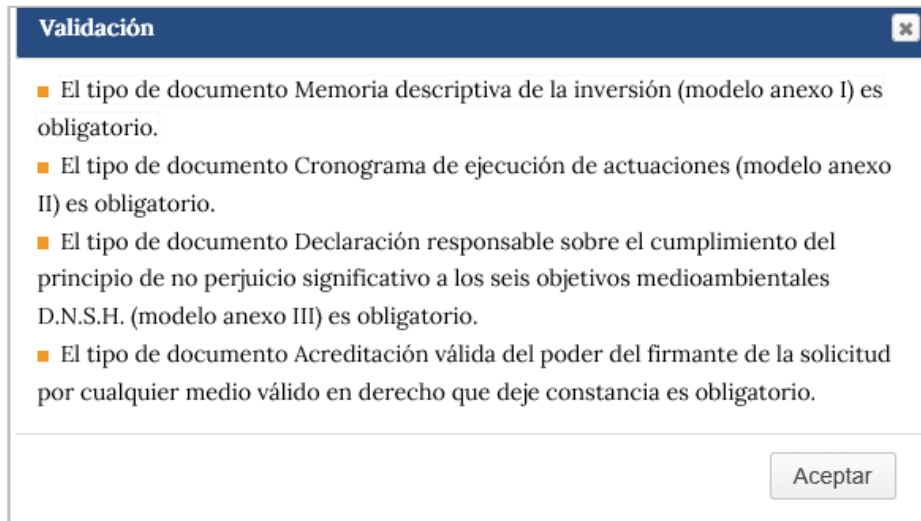 Validación
El tipo de documento Memoria descriptiva de la inversión (modelo anexo I) es
obligatorio.
El tipo de documento Cronograma de ejecución de actuaciones (modelo anexo
II) es obligatorio.
El tipo de documento Declaración responsable sobre el cumplimiento del
principio de no perjuicio significativo a los seis objetivos medioambientales
D.N.S.H. (modelo anexo III) es obligatorio.
El tipo de documento Acreditación válida del poder del firmante de la solicitud
por cualquier medio válido en derecho que deje constancia es obligatorio.
Aceptar